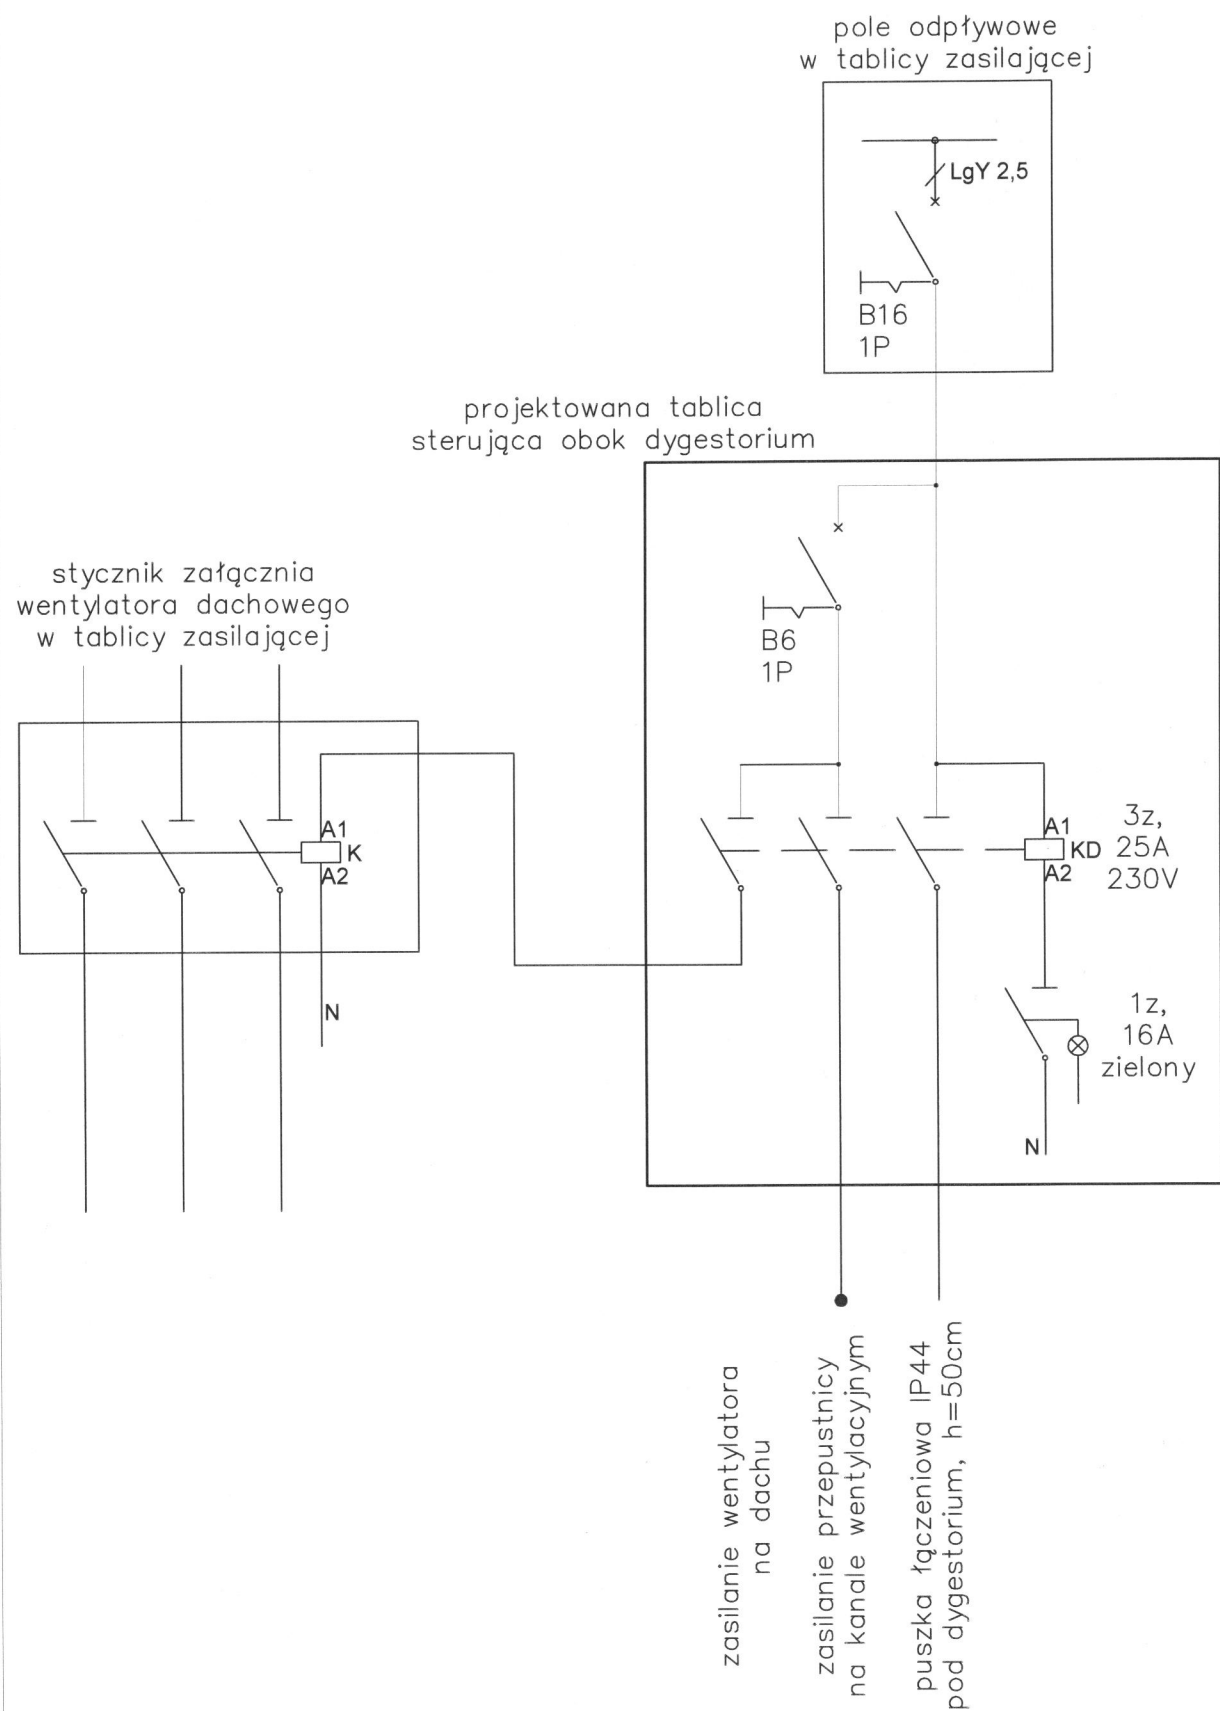 pole odpływowe
w tablicy zasilającej
LgY 2,5
B16
1P
projektowana tablica
sterująca obok dygestorium
B6
1P
stycznik załącznia
wentylatora dachowego
w tablicy zasilającej
A1
K
A2
N
A1
KD
A2
3z,
25A
230V
1z,
16A
zielony
N
zasilanie wentylatora
na dachu
zasilanie przepustnicy
na kanale wentylacyjnym
puszka łączeniowa IP44
pod dygestorium, h=50cm